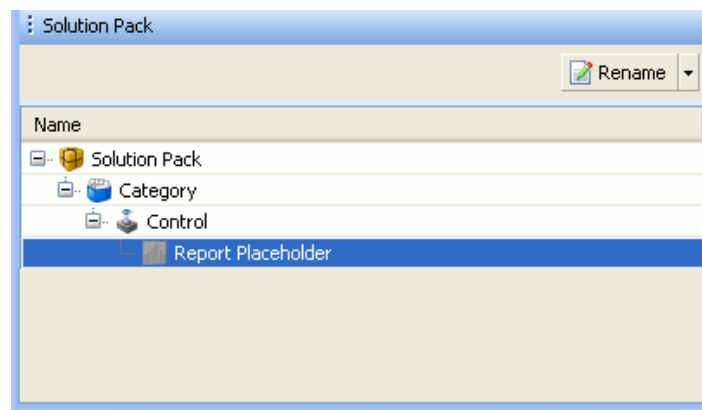 Solution Pack
Rename
Name
Solution Pack
Category
Control
Report Placeholder